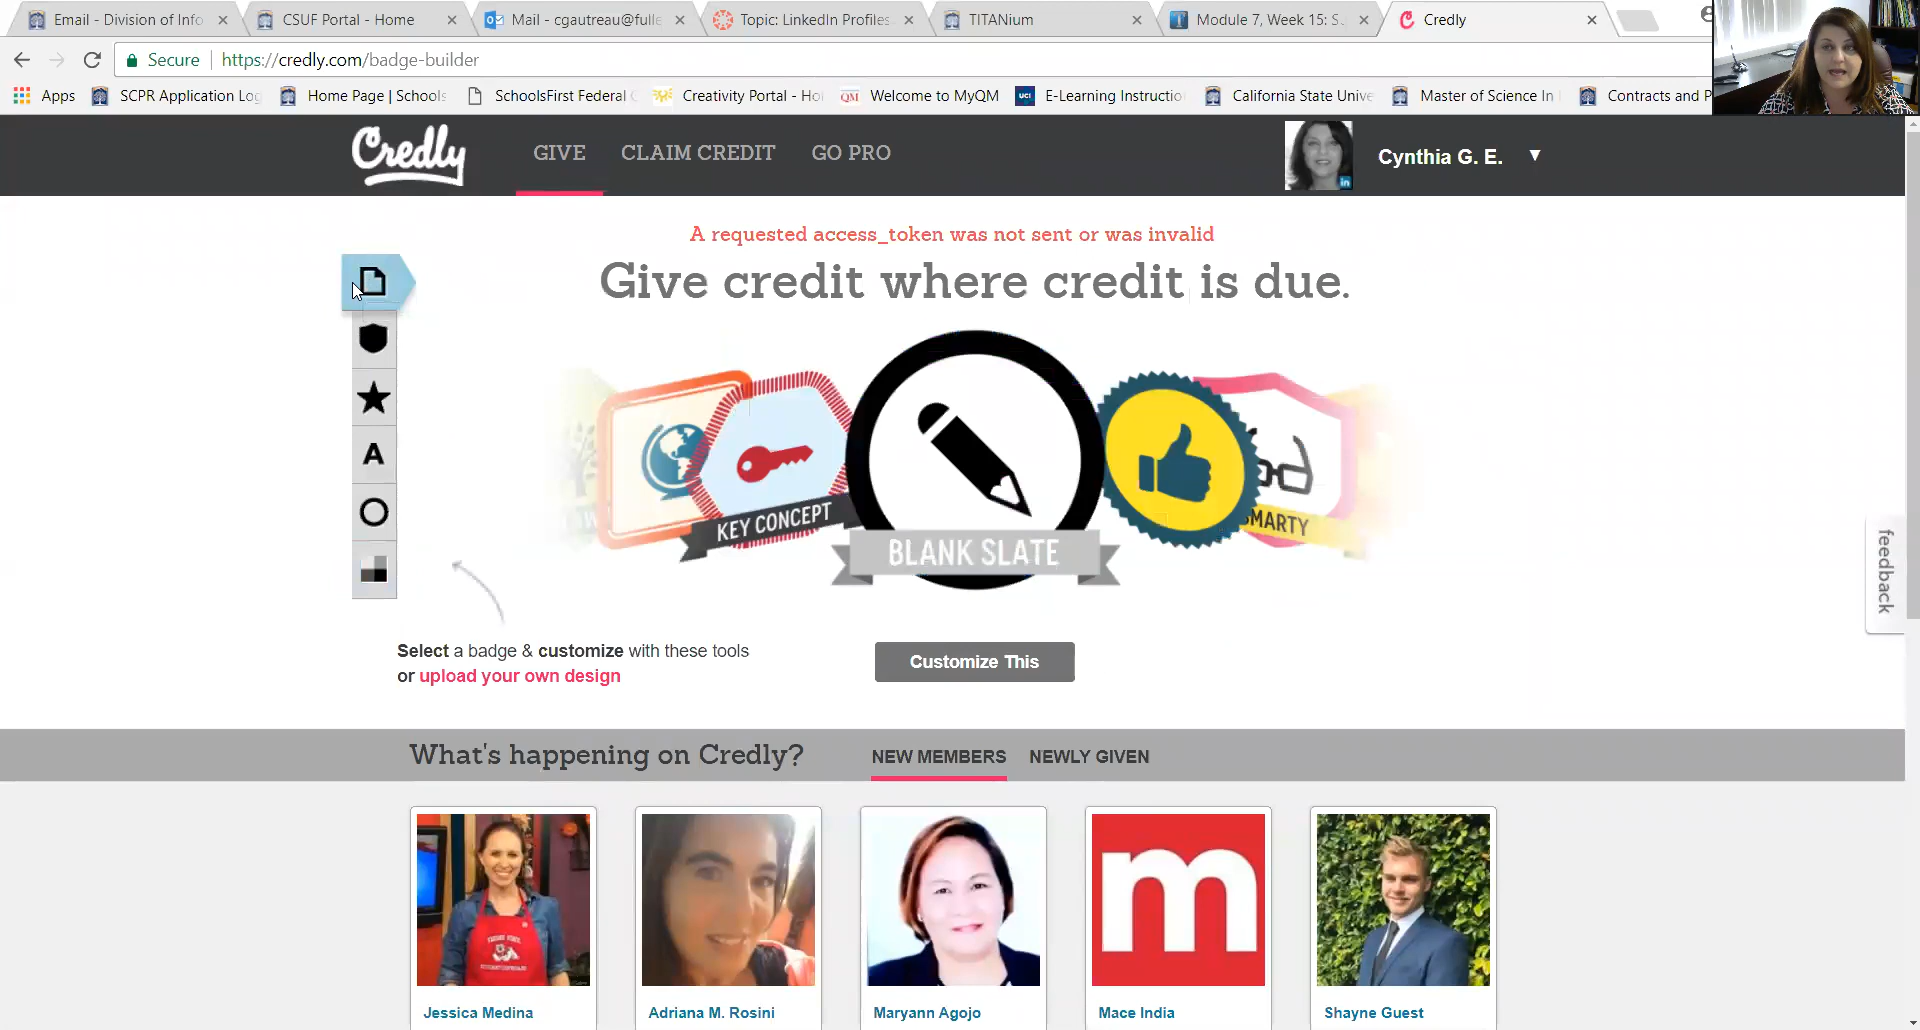 Email - Division of Info
CSUF Portal - Home
Mail - cgautreau@fulle
Topic: LinkedIn Profiles
TITANium
Module 7, Week 15: S
Credly
Secure
https://credly.com/badge-builder
Apps
SCPR Application Log
Home Page | Schools
SchoolsFirst Federal
Creativity Portal - Ho
QM
Welcome to MyQM
UCI
E-Learning Instructio
California State Unive
Master of Science In
Contracts and P
Credly
GIVE
CLAIM CREDIT
GO PRO
in
Cynthia G. E.
A requested access_token was not sent or was invalid
Give credit where credit is due.
A
KEY CONCEPT
BLANK SLATE
SMARTY
feedback
Select a badge & customize with these tools
or upload your own design
Customize This
What's happening on Credly?
NEW MEMBERS
NEWLY GIVEN
m
Jessica Medina
Adriana M. Rosini
Maryann Agojo
Mace India
Shayne Guest